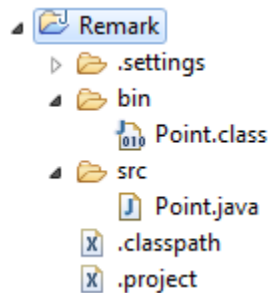 Remark
.settings
bin
Point.class
src
Point.java
.classpath
.project